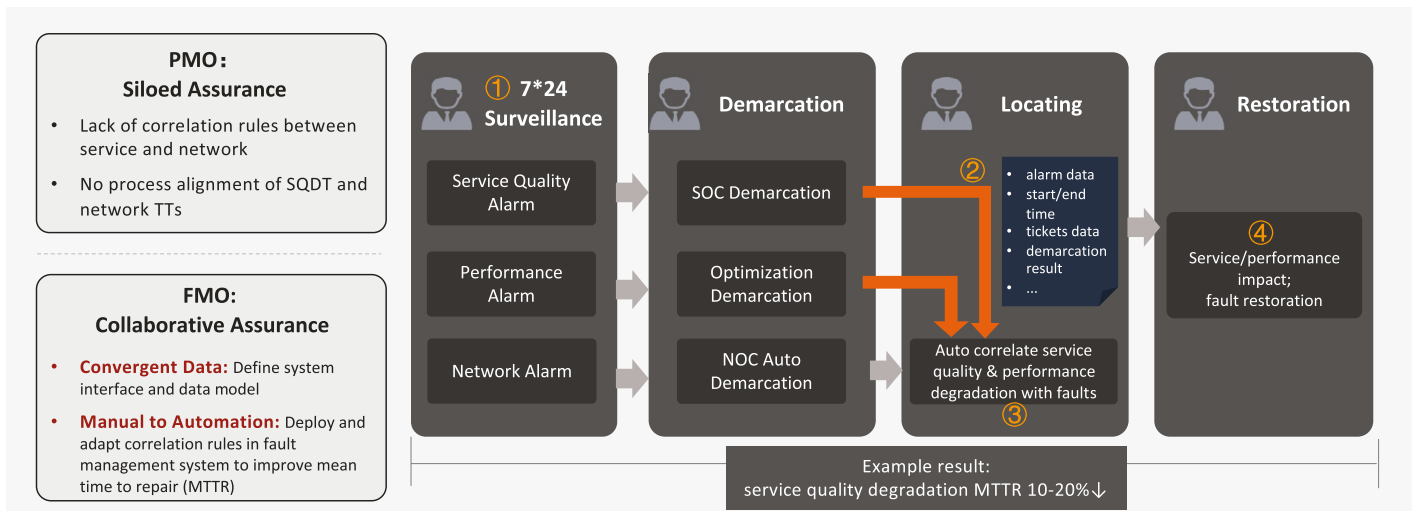 PMO:
Siloed Assurance
• Lack of correlation rules between
service and network
• No process alignment of SQDT and
network TTs
FMO:
Collaborative Assurance
• Convergent Data: Define system
interface and data model
• Manual to Automation: Deploy and
adapt correlation rules in fault
management system to improve mean
time to repair (MTTR)
① 7*24
Surveillance
Service Quality
Alarm
Performance
Alarm
Network Alarm
Demarcation
SOC Demarcation
Optimization
Demarcation
NOC Auto
Demarcation
Locating
②
• alarm data
• start/end
time
• tickets data
• demarcation
result
• ...
Auto correlate service
quality & performance
degradation with faults
③
Restoration
④
Service/performance
impact;
fault restoration
Example result:
service quality degradation MTTR 10-20%↓